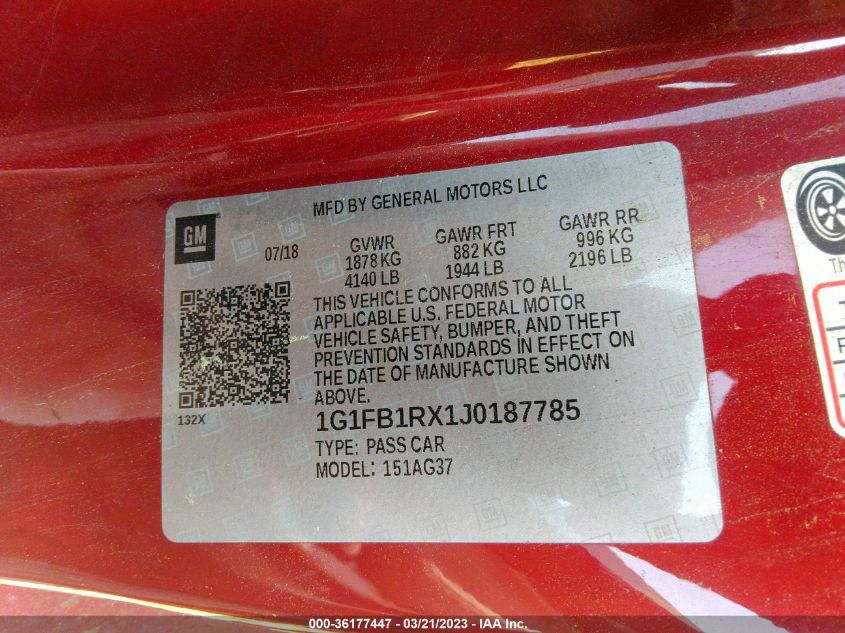 MFD BY GENERAL MOTORS LLC
GM
07/18
GVWR GAWR FRT GAWR RR
1878 KG 882 KG 996 KG
4140 LB 1944 LB 2196 LB
THIS VEHICLE CONFORMS TO ALL
APPLICABLE U.S. FEDERAL MOTOR
VEHICLE SAFETY, BUMPER, AND THEFT
PREVENTION STANDARDS IN EFFECT ON
THE DATE OF MANUFACTURE SHOWN
ABOVE.
132X
1G1FB1RX1J0187785
TYPE: PASS CAR
MODEL: 151AG37
000-36177447 - 03/21/2023 - IAA Inc.